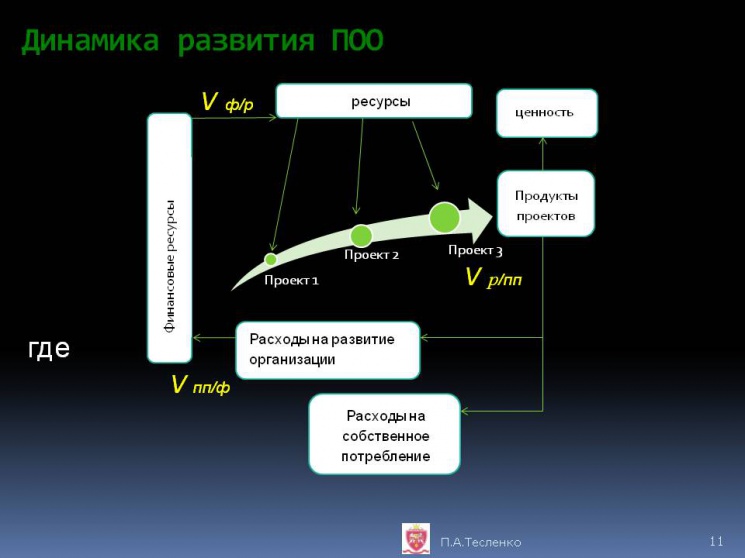 Динамика развития ПОО
V ф/р
ресурсы
ценность
Финансовые ресурсы
Продукты
проектов
Проект 1
Проект 2
Проект 3
V р/пп
где
Расходы на развитие
организации
V пп/ф
Расходы на
собственное
потребление
П.А.Тесленко
11